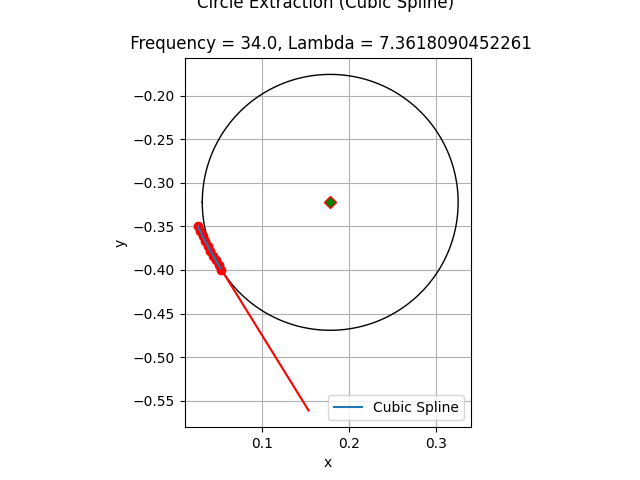 Circle Extraction (Cubic Spline)
Frequency = 34.0, Lambda = 7.3618090452261
−0.20
−0.25
−0.30
−0.35
−0.40
−0.45
−0.50
−0.55
y
Cubic Spline
0.1 0.2 0.3
x